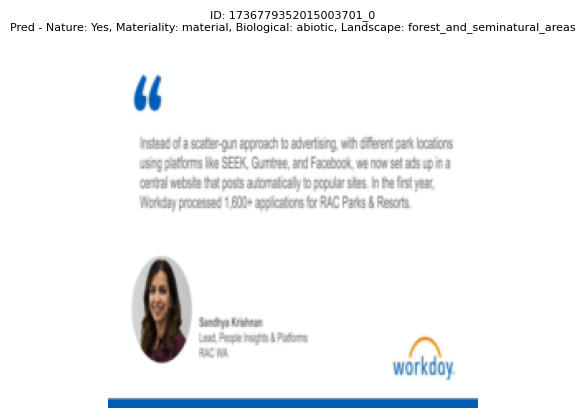 ID: 1736779352015003701_0
Pred - Nature: Yes, Materiality: material, Biological: abiotic, Landscape: forest_and_seminatural_areas
“
Instead of a scatter-gun approach to advertising, with different park locations
using platforms like SEEK, Gumtree, and Facebook, we now set ads up in a
central website that posts automatically to popular sites. In the first year,
Workday processed 1,600+ applications for RAC Parks & Resorts.
Sandhya Krishnan
Lead, People Insights & Platforms
RAC WA
workday.